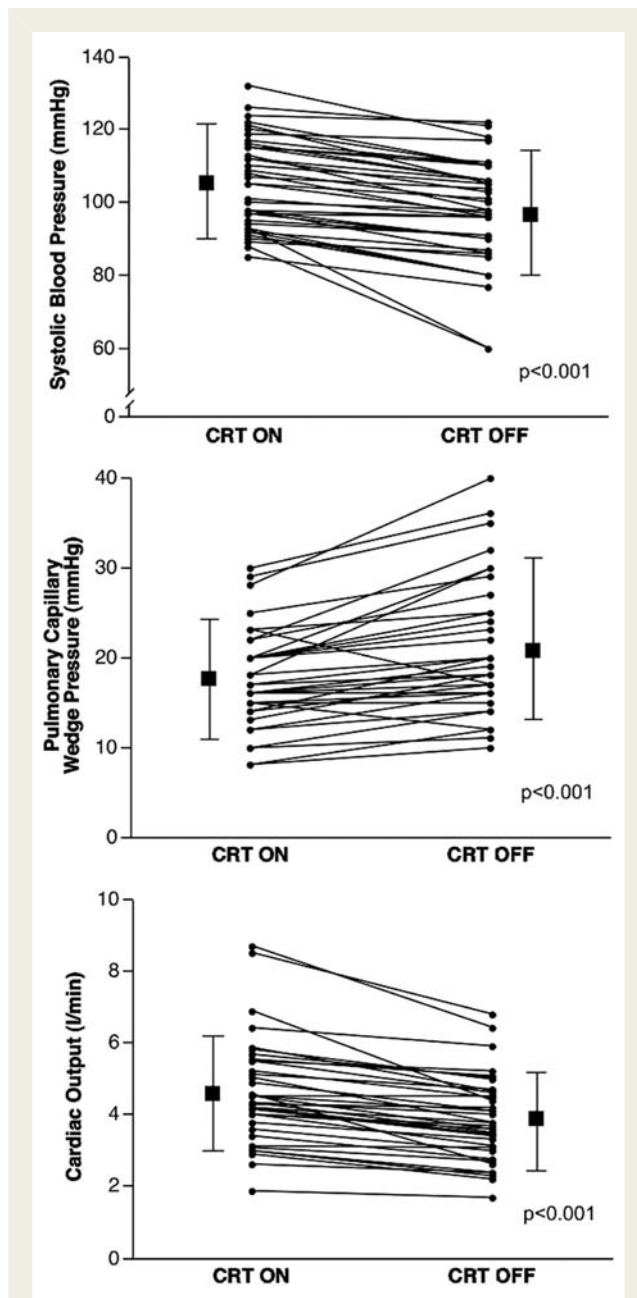 Systolic Blood Pressure (mmHg)
140
120
100
80
60
0
p<0.001
CRT ON CRT OFF
Pulmonary Capillary
Wedge Pressure (mmHg)
40
30
20
10
0
p<0.001
CRT ON CRT OFF
Cardiac Output (l/min)
10
8
6
4
2
0
p<0.001
CRT ON CRT OFF